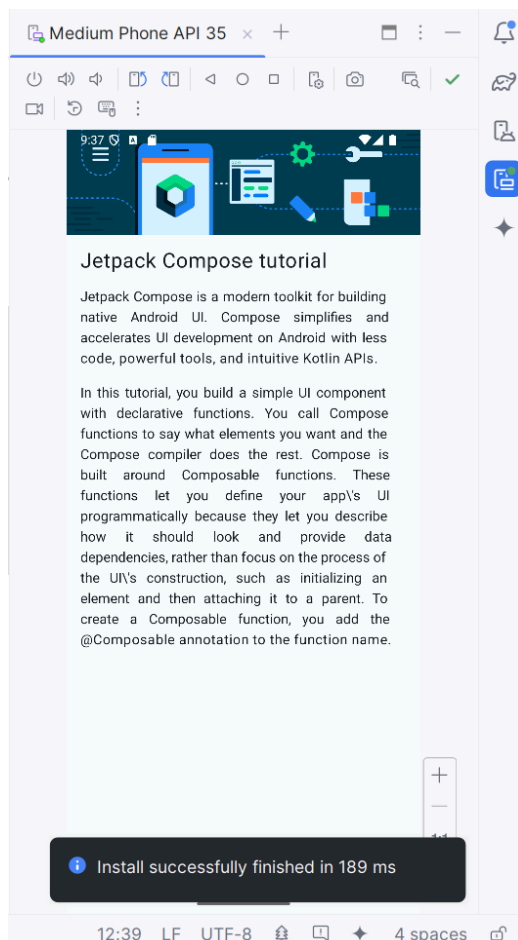 Medium Phone API 35
9:37
Jetpack Compose tutorial
Jetpack Compose is a modern toolkit for building
native Android UI. Compose simplifies and
accelerates UI development on Android with less
code, powerful tools, and intuitive Kotlin APIs.
In this tutorial, you build a simple UI component
with declarative functions. You call Compose
functions to say what elements you want and the
Compose compiler does the rest. Compose is
built around Composable functions. These
functions let you define your app\'s UI
programmatically because they let you describe
how it should look and provide data
dependencies, rather than focus on the process of
the UI\'s construction, such as initializing an
element and then attaching it to a parent. To
create a Composable function, you add the
@Composable annotation to the function name.
Install successfully finished in 189 ms
12:39 LF UTF-8 4 spaces